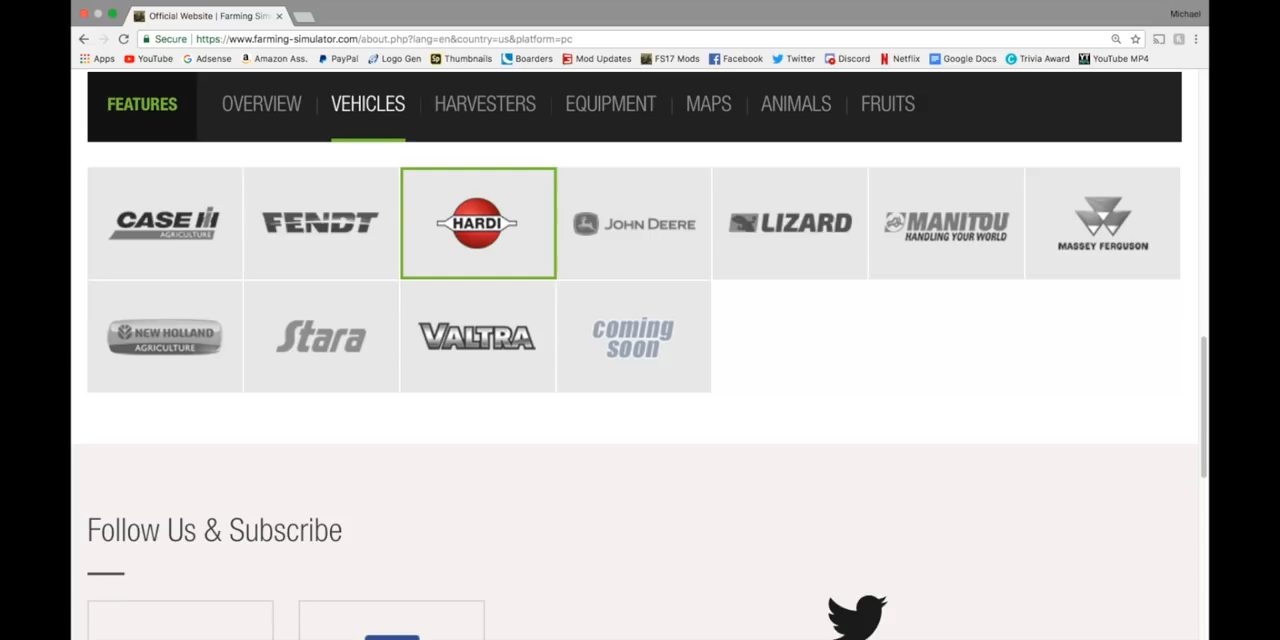 Official Website | Farming Sim
Michael
Secure
https://www.farming-simulator.com/about.php?lang=en&country=us&platform=pc
Apps YouTube Adsense Amazon Ass. PayPal Logo Gen Thumbnails Boarders Mod Updates FS17 Mods Facebook Twitter Discord Netflix Google Docs Trivia Award YouTube MP4
FEATURES OVERVIEW VEHICLES HARVESTERS EQUIPMENT MAPS ANIMALS FRUITS
CASE IH
AGRICULTURE
FENDT
HARDI
JOHN DEERE
LIZARD
MANITOU
HANDLING YOUR WORLD
MASSEY FERGUSON
NEW HOLLAND
AGRICULTURE
Stara
VALTRA
coming
soon
Follow Us & Subscribe